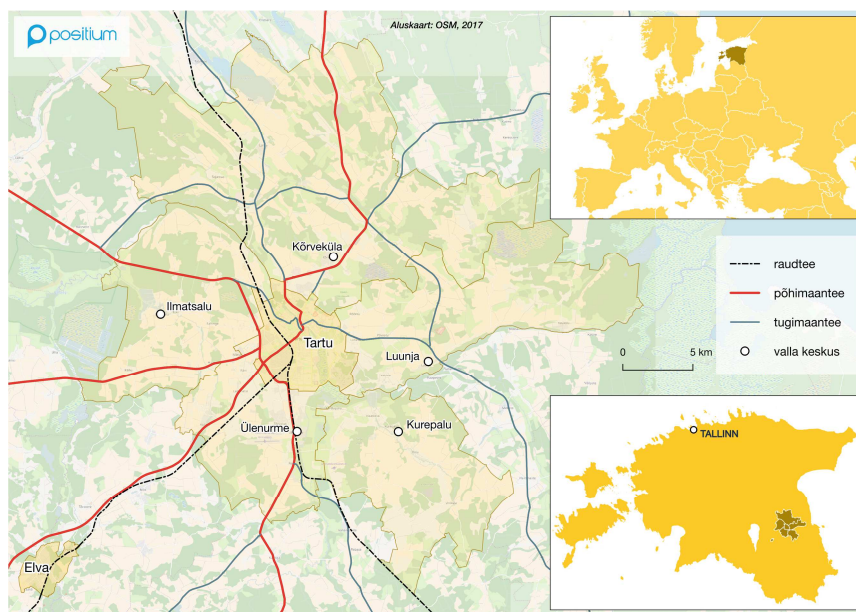 positium
Aluskaart: OSM, 2017
Kõrveküla
Ilmatsalu
Tartu
Luunja
Ülenurme
Kurepalu
Elva
raudtee
põhimaantee
tugimaantee
valla keskus
0 5 km
TALLINN